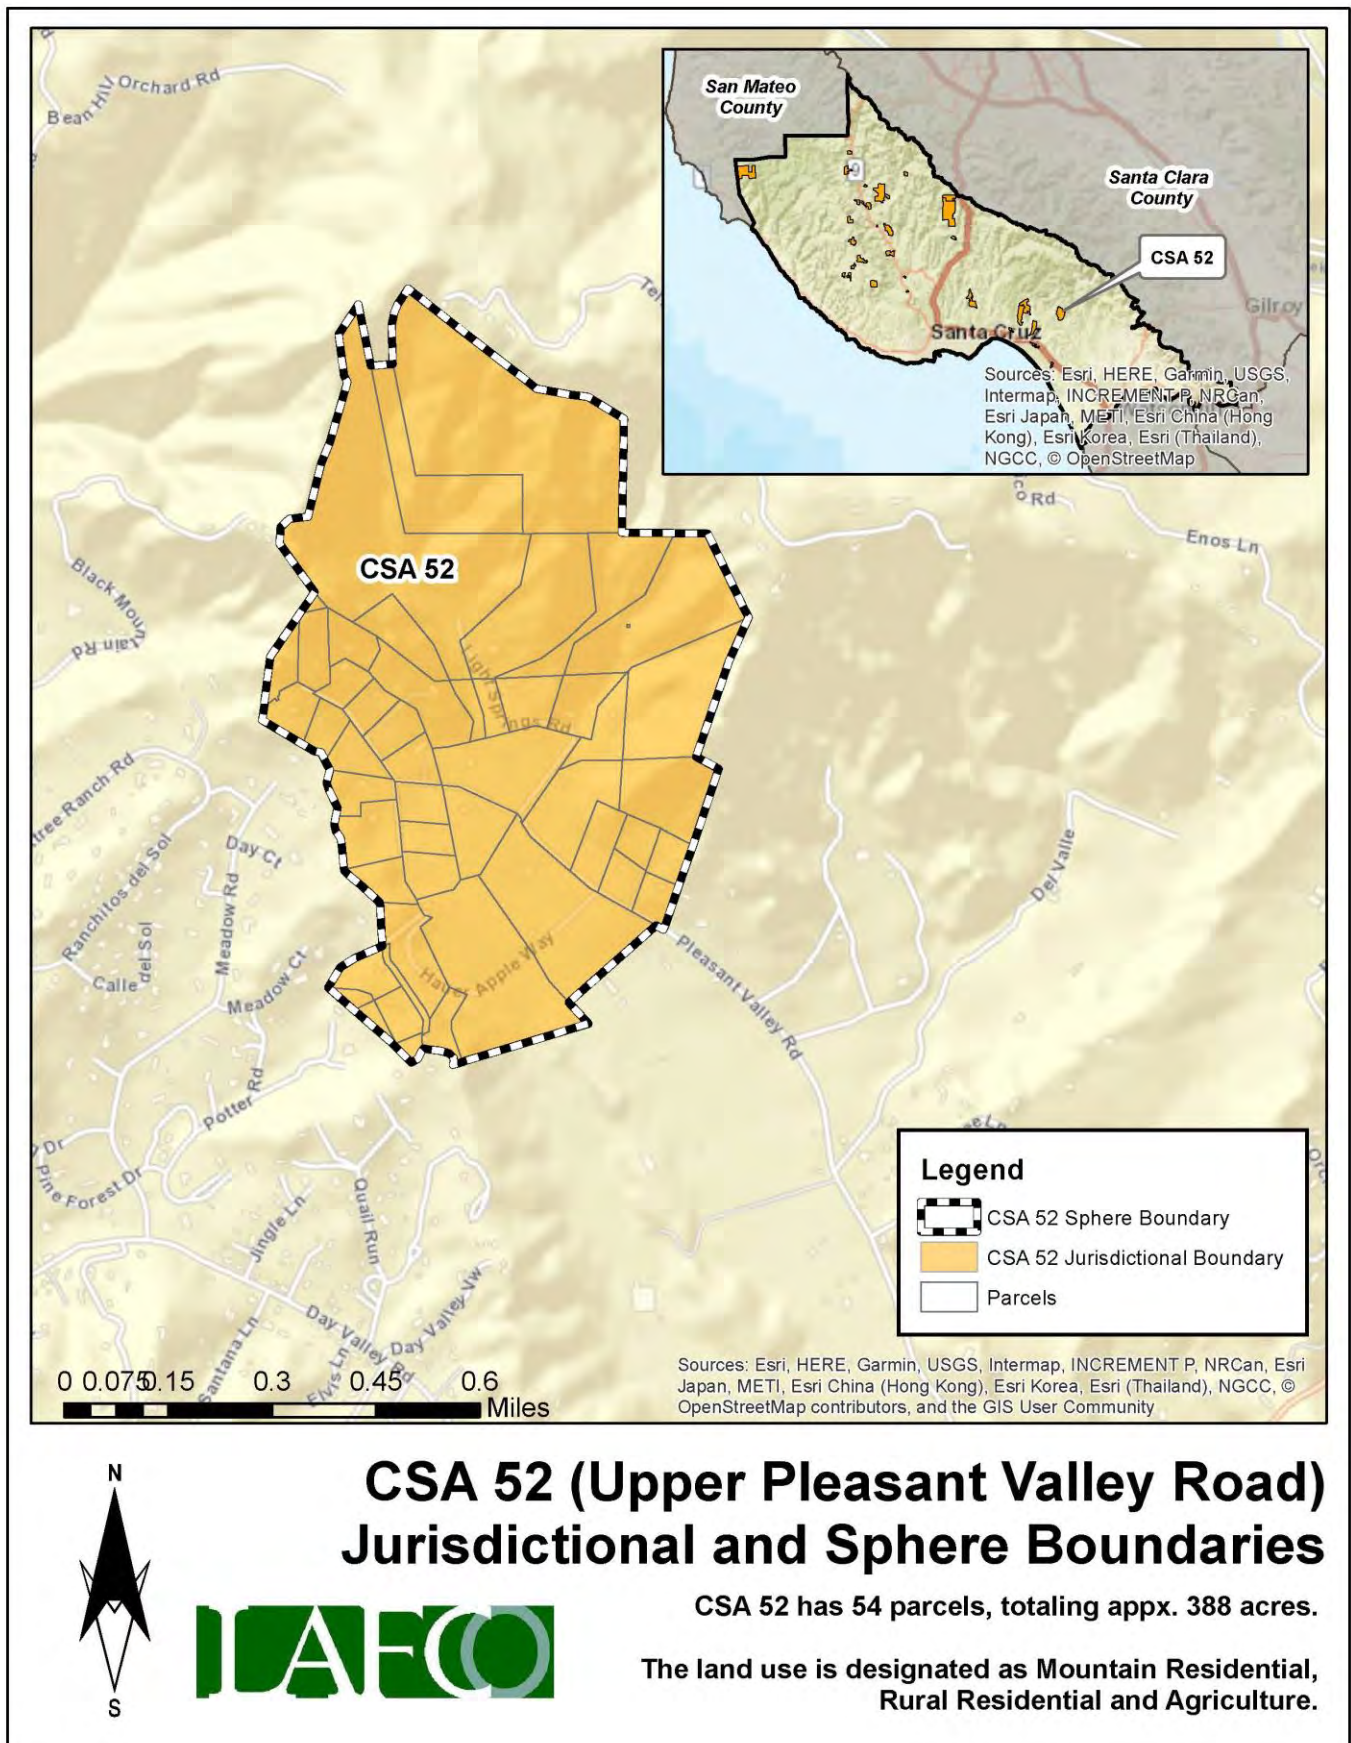 Orchard Rd
Bean Hill
San Mateo
County
9
Santa Clara
County
CSA 52
Gilroy
Santa Cruz
Sources: Esri, HERE, Garmin, USGS,
Intermap, INCREMENT P, NRCan,
Esri Japan, METI, Esri China (Hong
Kong), Esri Korea, Esri (Thailand),
NGCC, © OpenStreetMap
Rd
Enos Ln
CSA 52
Black Mountain Rd
Light Springs Rd
tree Ranch Rd
Day Ct
Ranchitos del Sol
Meadow Rd
Calle del Sol
Meadow Ct
Hauer Apple Way
Pleasant Valley Rd
Del Valle
Potter Rd
Dr
Pine Forest Dr
Jingle Ln
Quail Run
Santana Ln
Day Valley Rd
Elvis Ln
Day Valley Vw
Legend
CSA 52 Sphere Boundary
CSA 52 Jurisdictional Boundary
Parcels
0 0.075 0.15 0.3 0.45 0.6
Miles
Sources: Esri, HERE, Garmin, USGS, Intermap, INCREMENT P, NRCan, Esri
Japan, METI, Esri China (Hong Kong), Esri Korea, Esri (Thailand), NGCC, ©
OpenStreetMap contributors, and the GIS User Community
N
S
LAFCO
CSA 52 (Upper Pleasant Valley Road)
Jurisdictional and Sphere Boundaries
CSA 52 has 54 parcels, totaling appx. 388 acres.
The land use is designated as Mountain Residential,
Rural Residential and Agriculture.